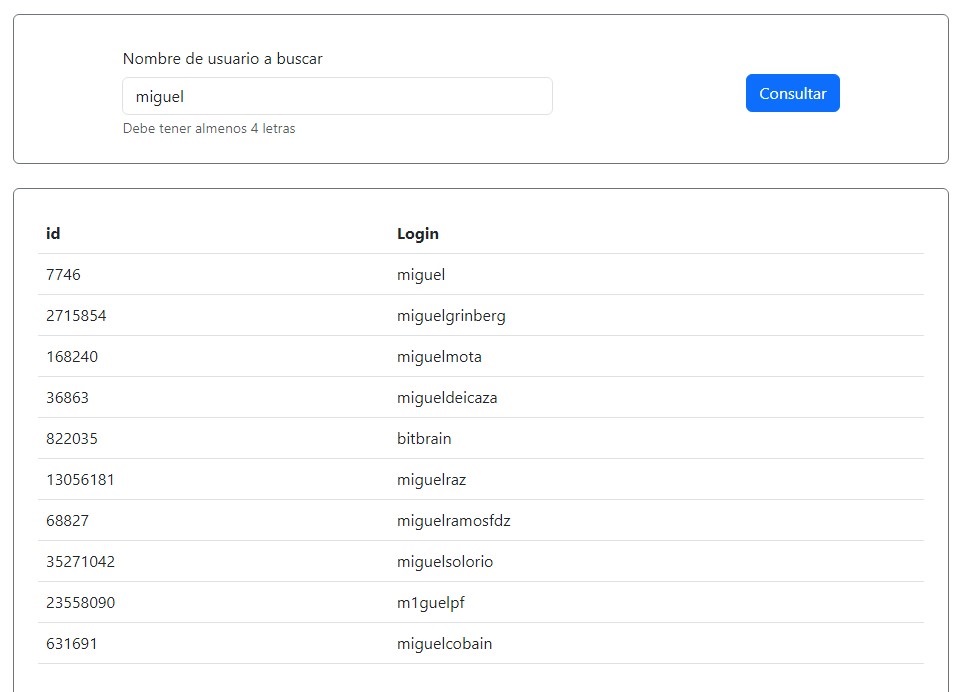 Nombre de usuario a buscar
miguel
Consultar
Debe tener almenos 4 letras
id Login
7746 miguel
2715854 miguelgrinberg
168240 miguelmota
36863 migueldeicaza
822035 bitbrain
13056181 miguelraz
68827 miguelramosfdz
35271042 miguelsolorio
23558090 m1guelpf
631691 miguelcobain